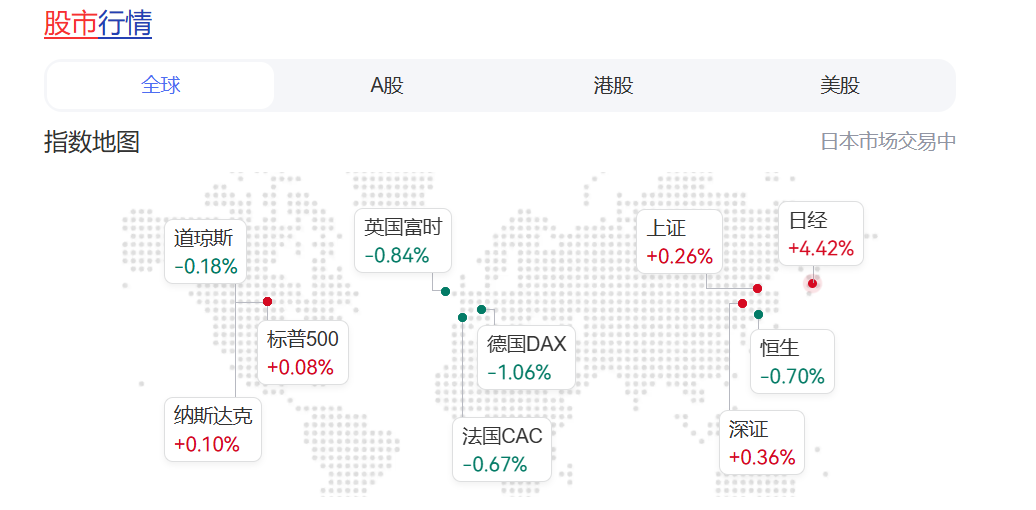 股市行情
全球
A股
港股
美股
指数地图
日本市场交易中
道琼斯
-0.18%
英国富时
-0.84%
上证
+0.26%
日经
+4.42%
标普500
+0.08%
德国DAX
-1.06%
恒生
-0.70%
纳斯达克
+0.10%
法国CAC
-0.67%
深证
+0.36%